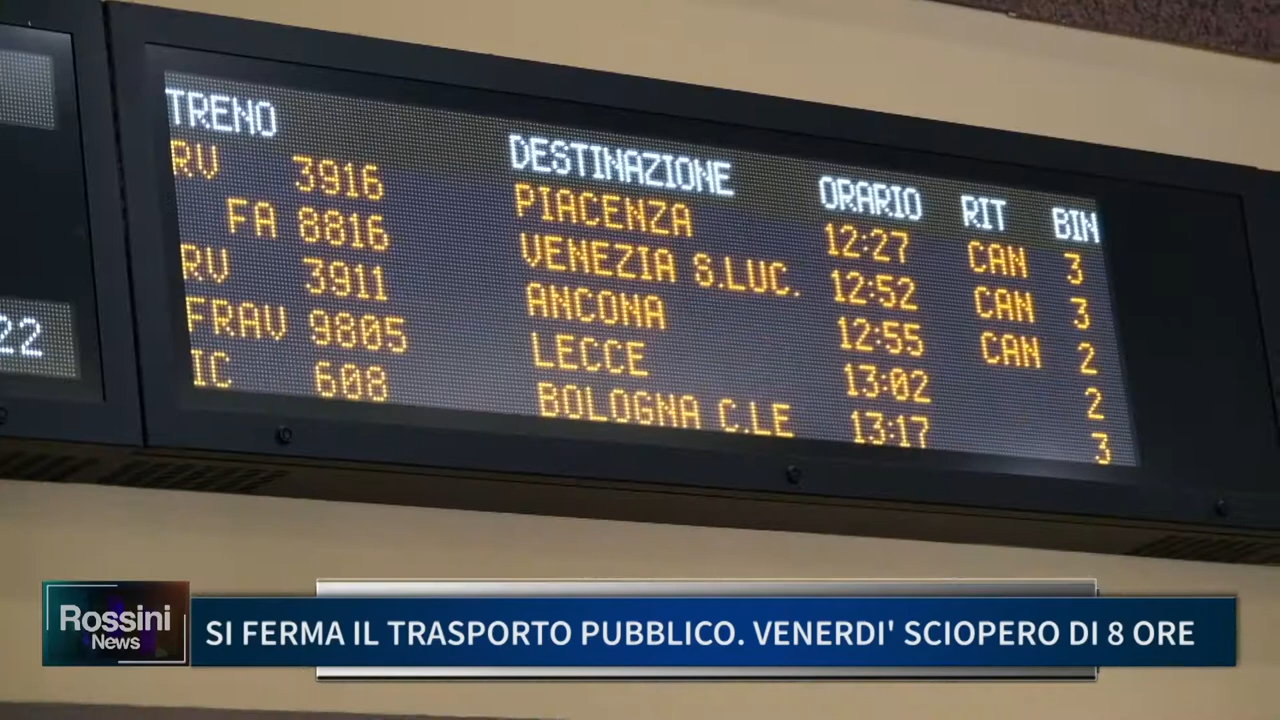 TRENO DESTINAZIONE ORARIO RIT BIN
RV 3916 PIACENZA 12:27 CAN 3
FA 8816 VENEZIA S.LUC. 12:52 CAN 3
RV 3911 ANCONA 12:55 CAN 2
FRAV 9805 LECCE 13:02 2
IC 608 BOLOGNA C.LE 13:17 3
22
Rossini
News
SI FERMA IL TRASPORTO PUBBLICO. VENERDI' SCIOPERO DI 8 ORE